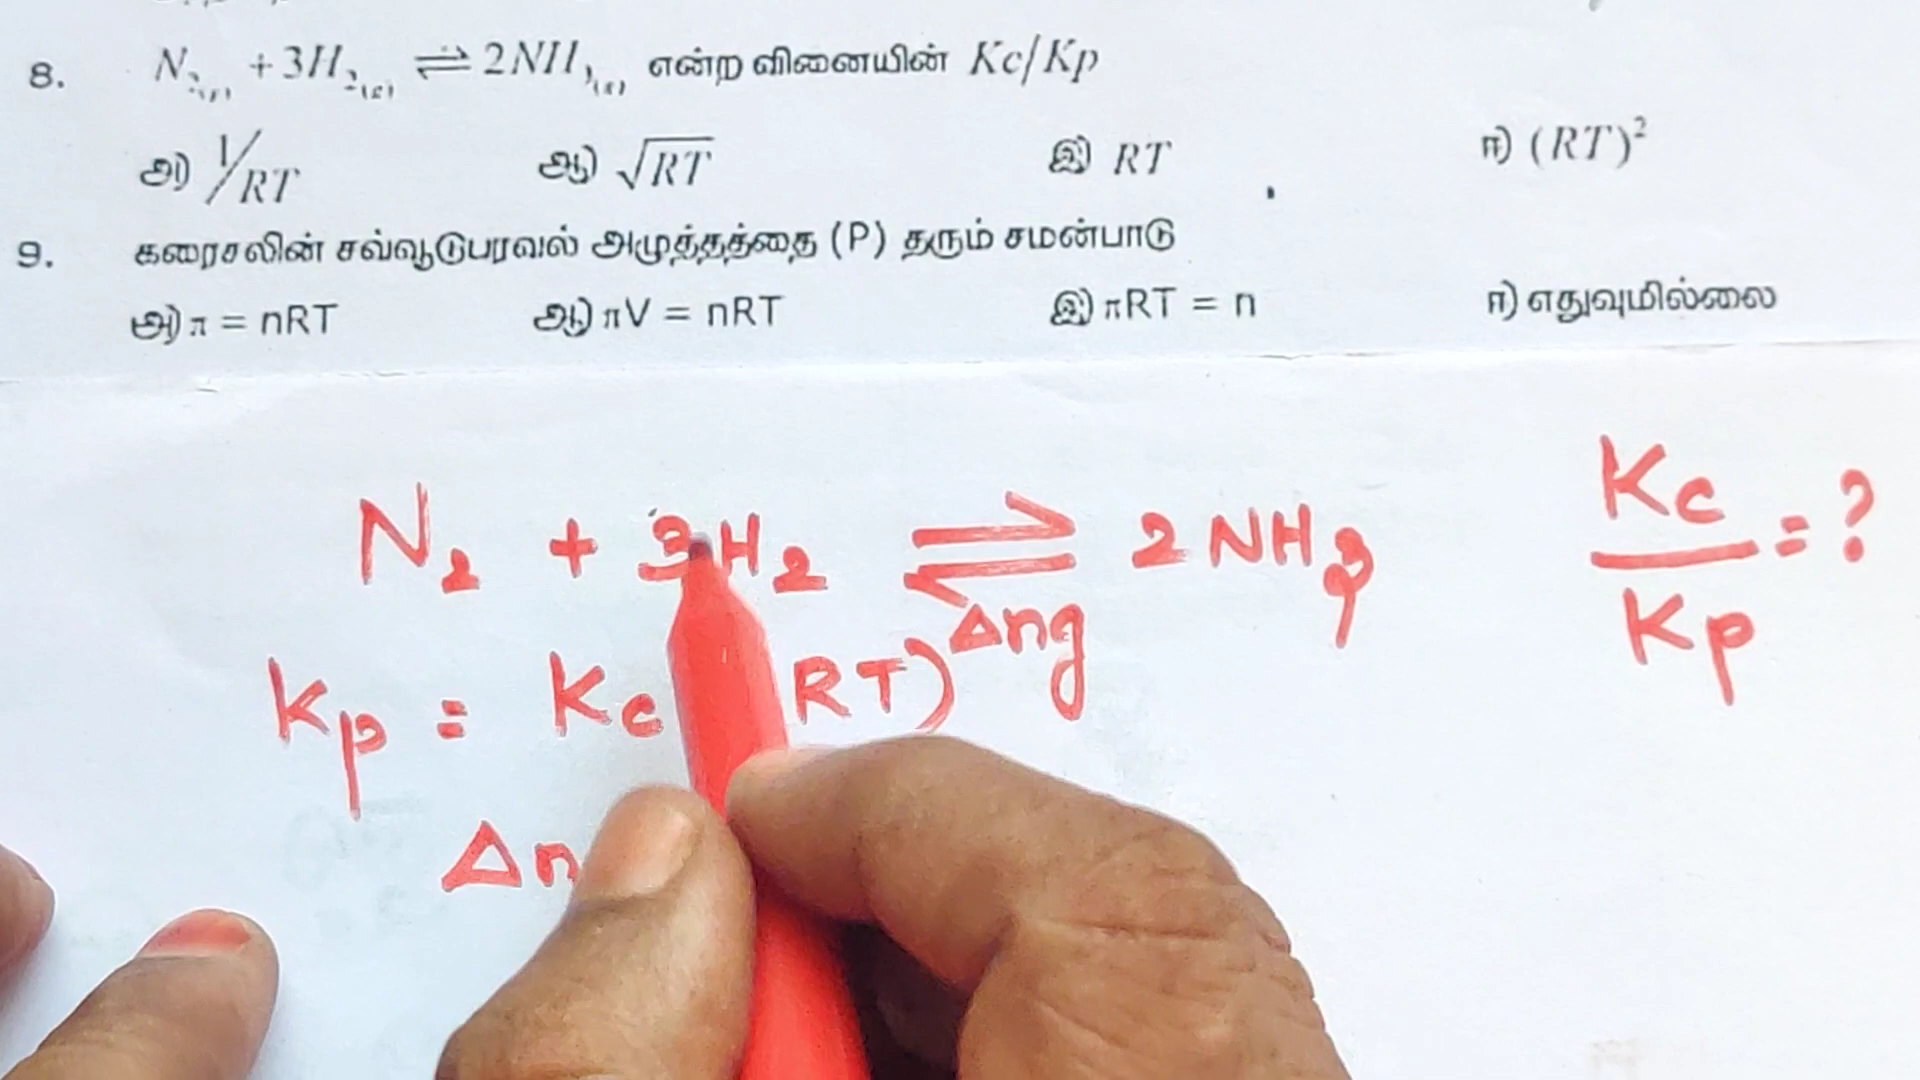 8. N₂(g) + 3H₂(g) ⇌ 2NH₃(g) என்ற வினையின் Kc/Kp
அ) 1/RT ஆ) √RT இ) RT ஈ) (RT)²
9. கரைசலின் சவ்வூடுபரவல் அழுத்தத்தை (P) தரும் சமன்பாடு
அ) π = nRT ஆ) πV = nRT இ) πRT = n ஈ) எதுவுமில்லை
N₂ + 3H₂ ⇌ 2NH₃ Kc/Kp = ?
Kp = Kc (RT)^Δng
Δn